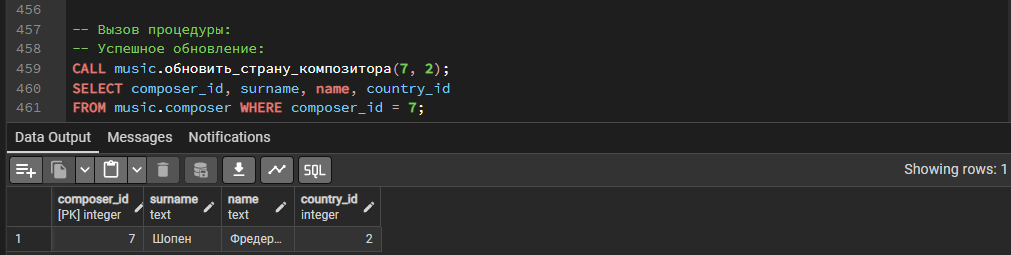 456
457 -- Вызов процедуры:
458 -- Успешное обновление:
459 CALL music.обновить_страну_композитора(7, 2);
460 SELECT composer_id, surname, name, country_id
461 FROM music.composer WHERE composer_id = 7;
Data Output Messages Notifications
SQL Showing rows: 1
composer_id surname name country_id
[PK] integer text text integer
1 7 Шопен Фредер... 2